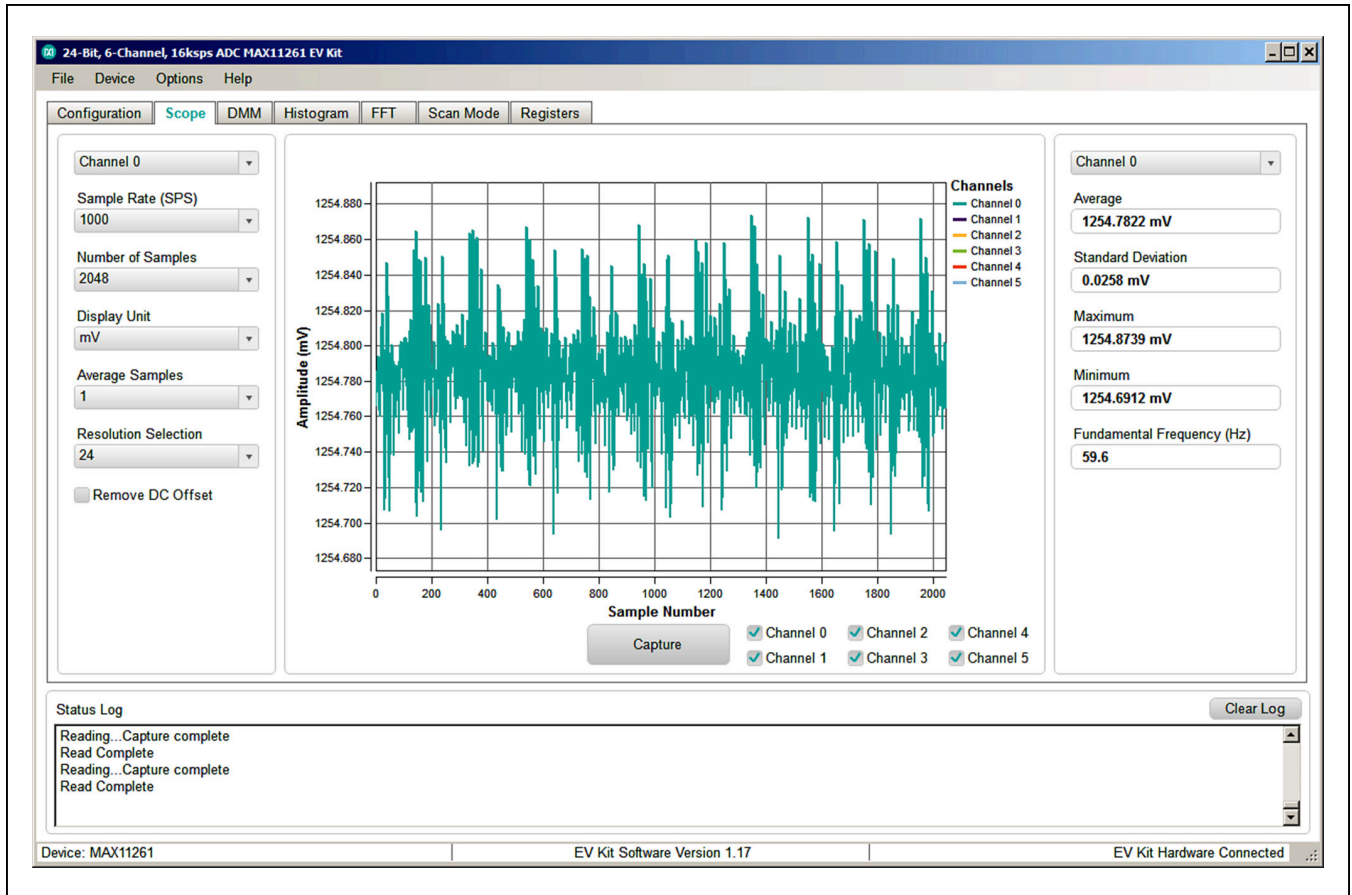 24-Bit, 6-Channel, 16ksps ADC MAX11261 EV Kit
File Device Options Help
Configuration Scope DMM Histogram FFT Scan Mode Registers
Channel 0
Sample Rate (SPS)
1000
Number of Samples
2048
Display Unit
mV
Average Samples
1
Resolution Selection
24
Remove DC Offset
Amplitude (mV)
1254.880
1254.860
1254.840
1254.820
1254.800
1254.780
1254.760
1254.740
1254.720
1254.700
1254.680
0 200 400 600 800 1000 1200 1400 1600 1800 2000
Sample Number
Channels
Channel 0
Channel 1
Channel 2
Channel 3
Channel 4
Channel 5
Capture
Channel 0 Channel 2 Channel 4
Channel 1 Channel 3 Channel 5
Channel 0
Average
1254.7822 mV
Standard Deviation
0.0258 mV
Maximum
1254.8739 mV
Minimum
1254.6912 mV
Fundamental Frequency (Hz)
59.6
Status Log
Clear Log
Reading...Capture complete
Read Complete
Reading...Capture complete
Read Complete
Device: MAX11261
EV Kit Software Version 1.17
EV Kit Hardware Connected